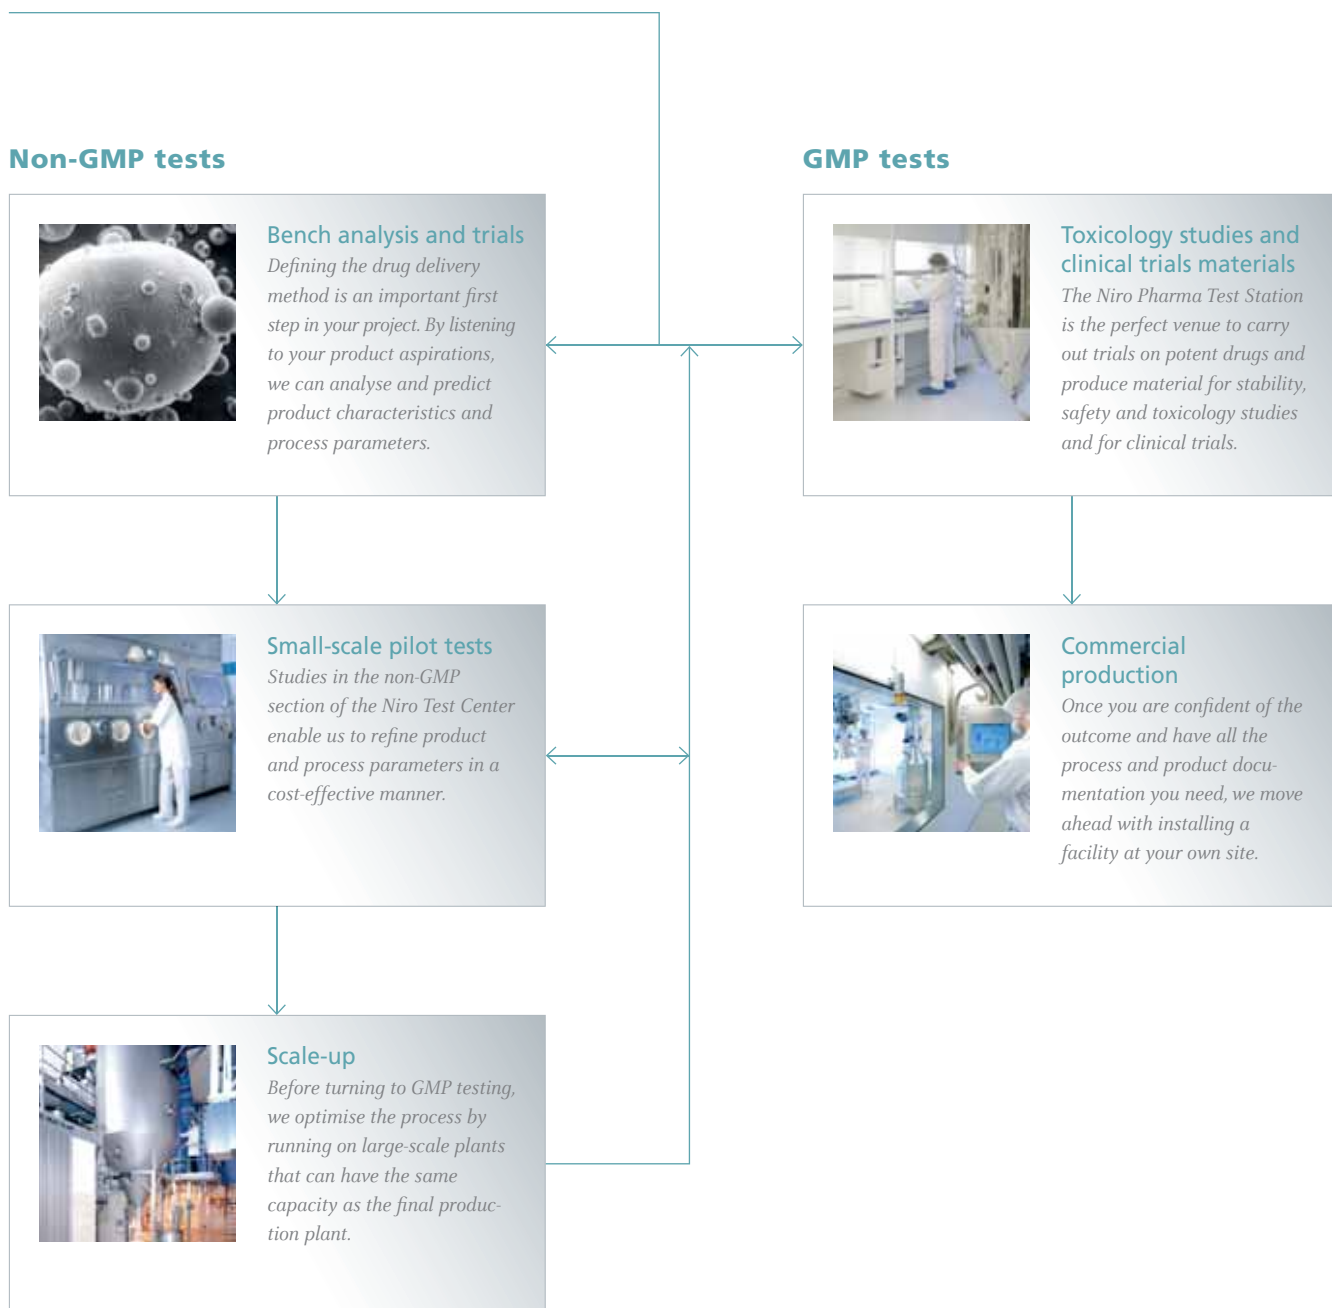 Non-GMP tests
Bench analysis and trials
Defining the drug delivery
method is an important first
step in your project. By listening
to your product aspirations,
we can analyse and predict
product characteristics and
process parameters.
Small-scale pilot tests
Studies in the non-GMP
section of the Niro Test Center
enable us to refine product
and process parameters in a
cost-effective manner.
Scale-up
Before turning to GMP testing,
we optimise the process by
running on large-scale plants
that can have the same
capacity as the final produc-
tion plant.
GMP tests
Toxicology studies and
clinical trials materials
The Niro Pharma Test Station
is the perfect venue to carry
out trials on potent drugs and
produce material for stability,
safety and toxicology studies
and for clinical trials.
Commercial
production
Once you are confident of the
outcome and have all the
process and product docu-
mentation you need, we move
ahead with installing a
facility at your own site.